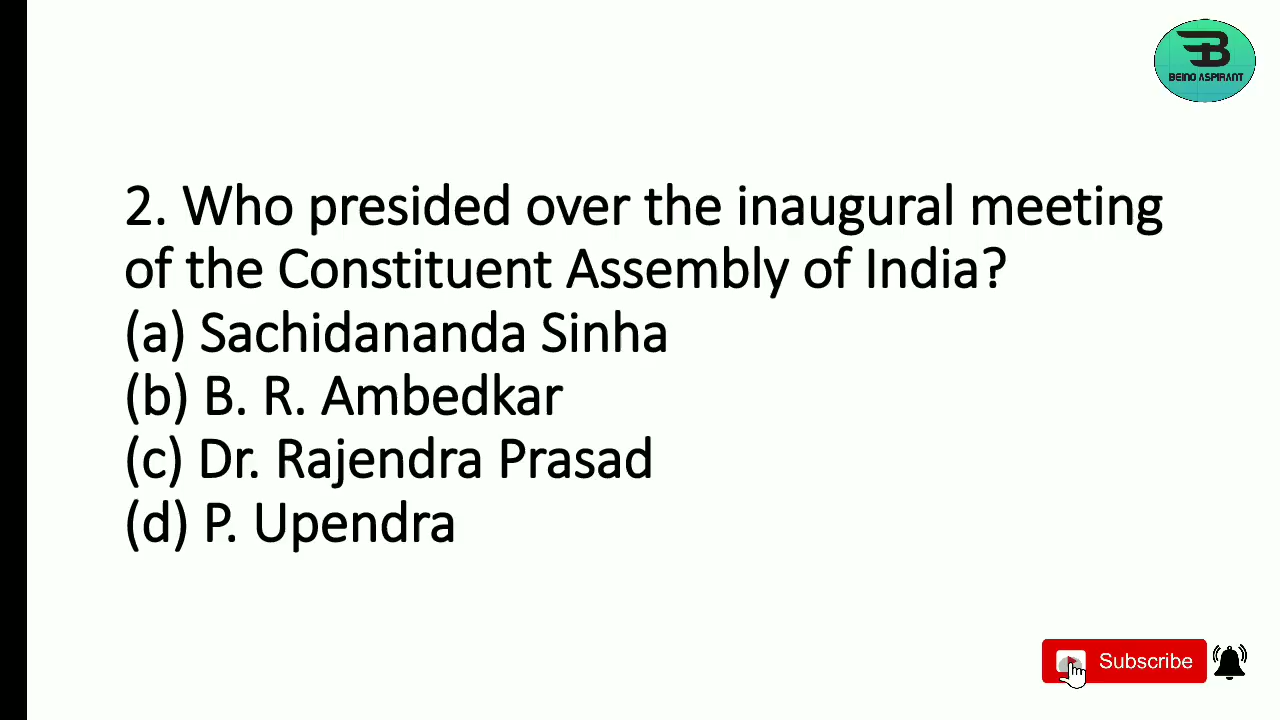 BEING ASPIRANT
2. Who presided over the inaugural meeting
of the Constituent Assembly of India?
(a) Sachidananda Sinha
(b) B. R. Ambedkar
(c) Dr. Rajendra Prasad
(d) P. Upendra
Subscribe